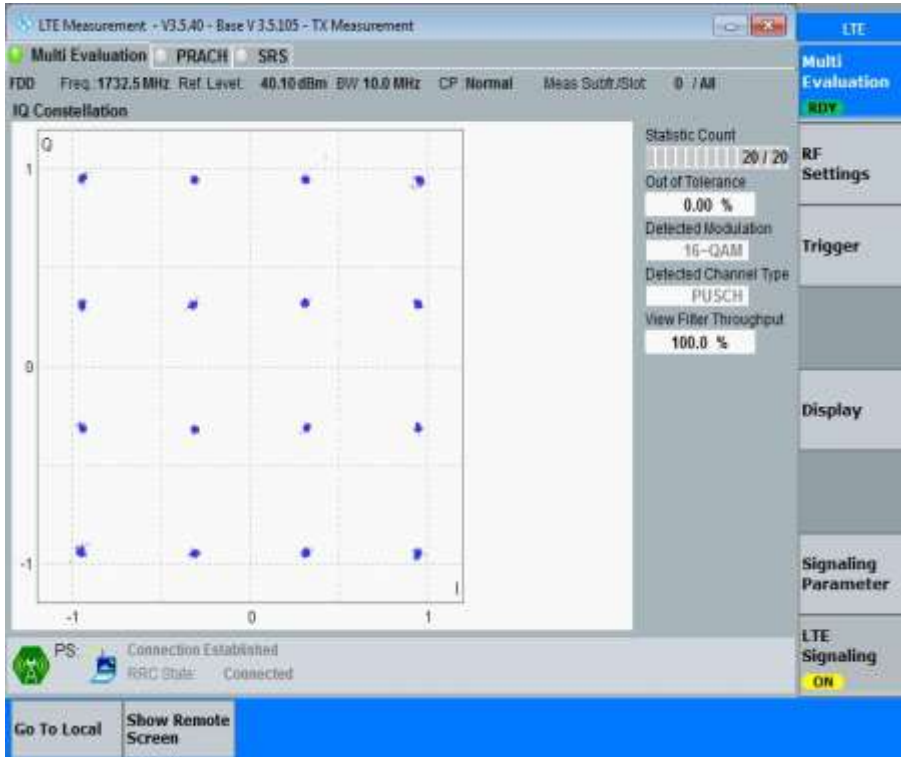 LTE Measurement - V3.5.40 - Base V 3.5.105 - TX Measurement
LTE
Multi Evaluation PRACH SRS
FDD Freq.:1732.5 MHz Ref. Level: 40.10 dBm BW:10.0 MHz CP:Normal Meas Subfr./Slot: 0 / All
IQ Constellation
Q
1
0
-1
-1 0 1
I
Statistic Count
20 / 20
Out of Tolerance
0.00 %
Detected Modulation
16-QAM
Detected Channel Type
PUSCH
View Filter Throughput
100.0 %
PS:
Connection Established
RRC State: Connected
Multi
Evaluation
RDY
RF
Settings
Trigger
Display
Signaling
Parameter
LTE
Signaling
ON
Go To Local
Show Remote
Screen